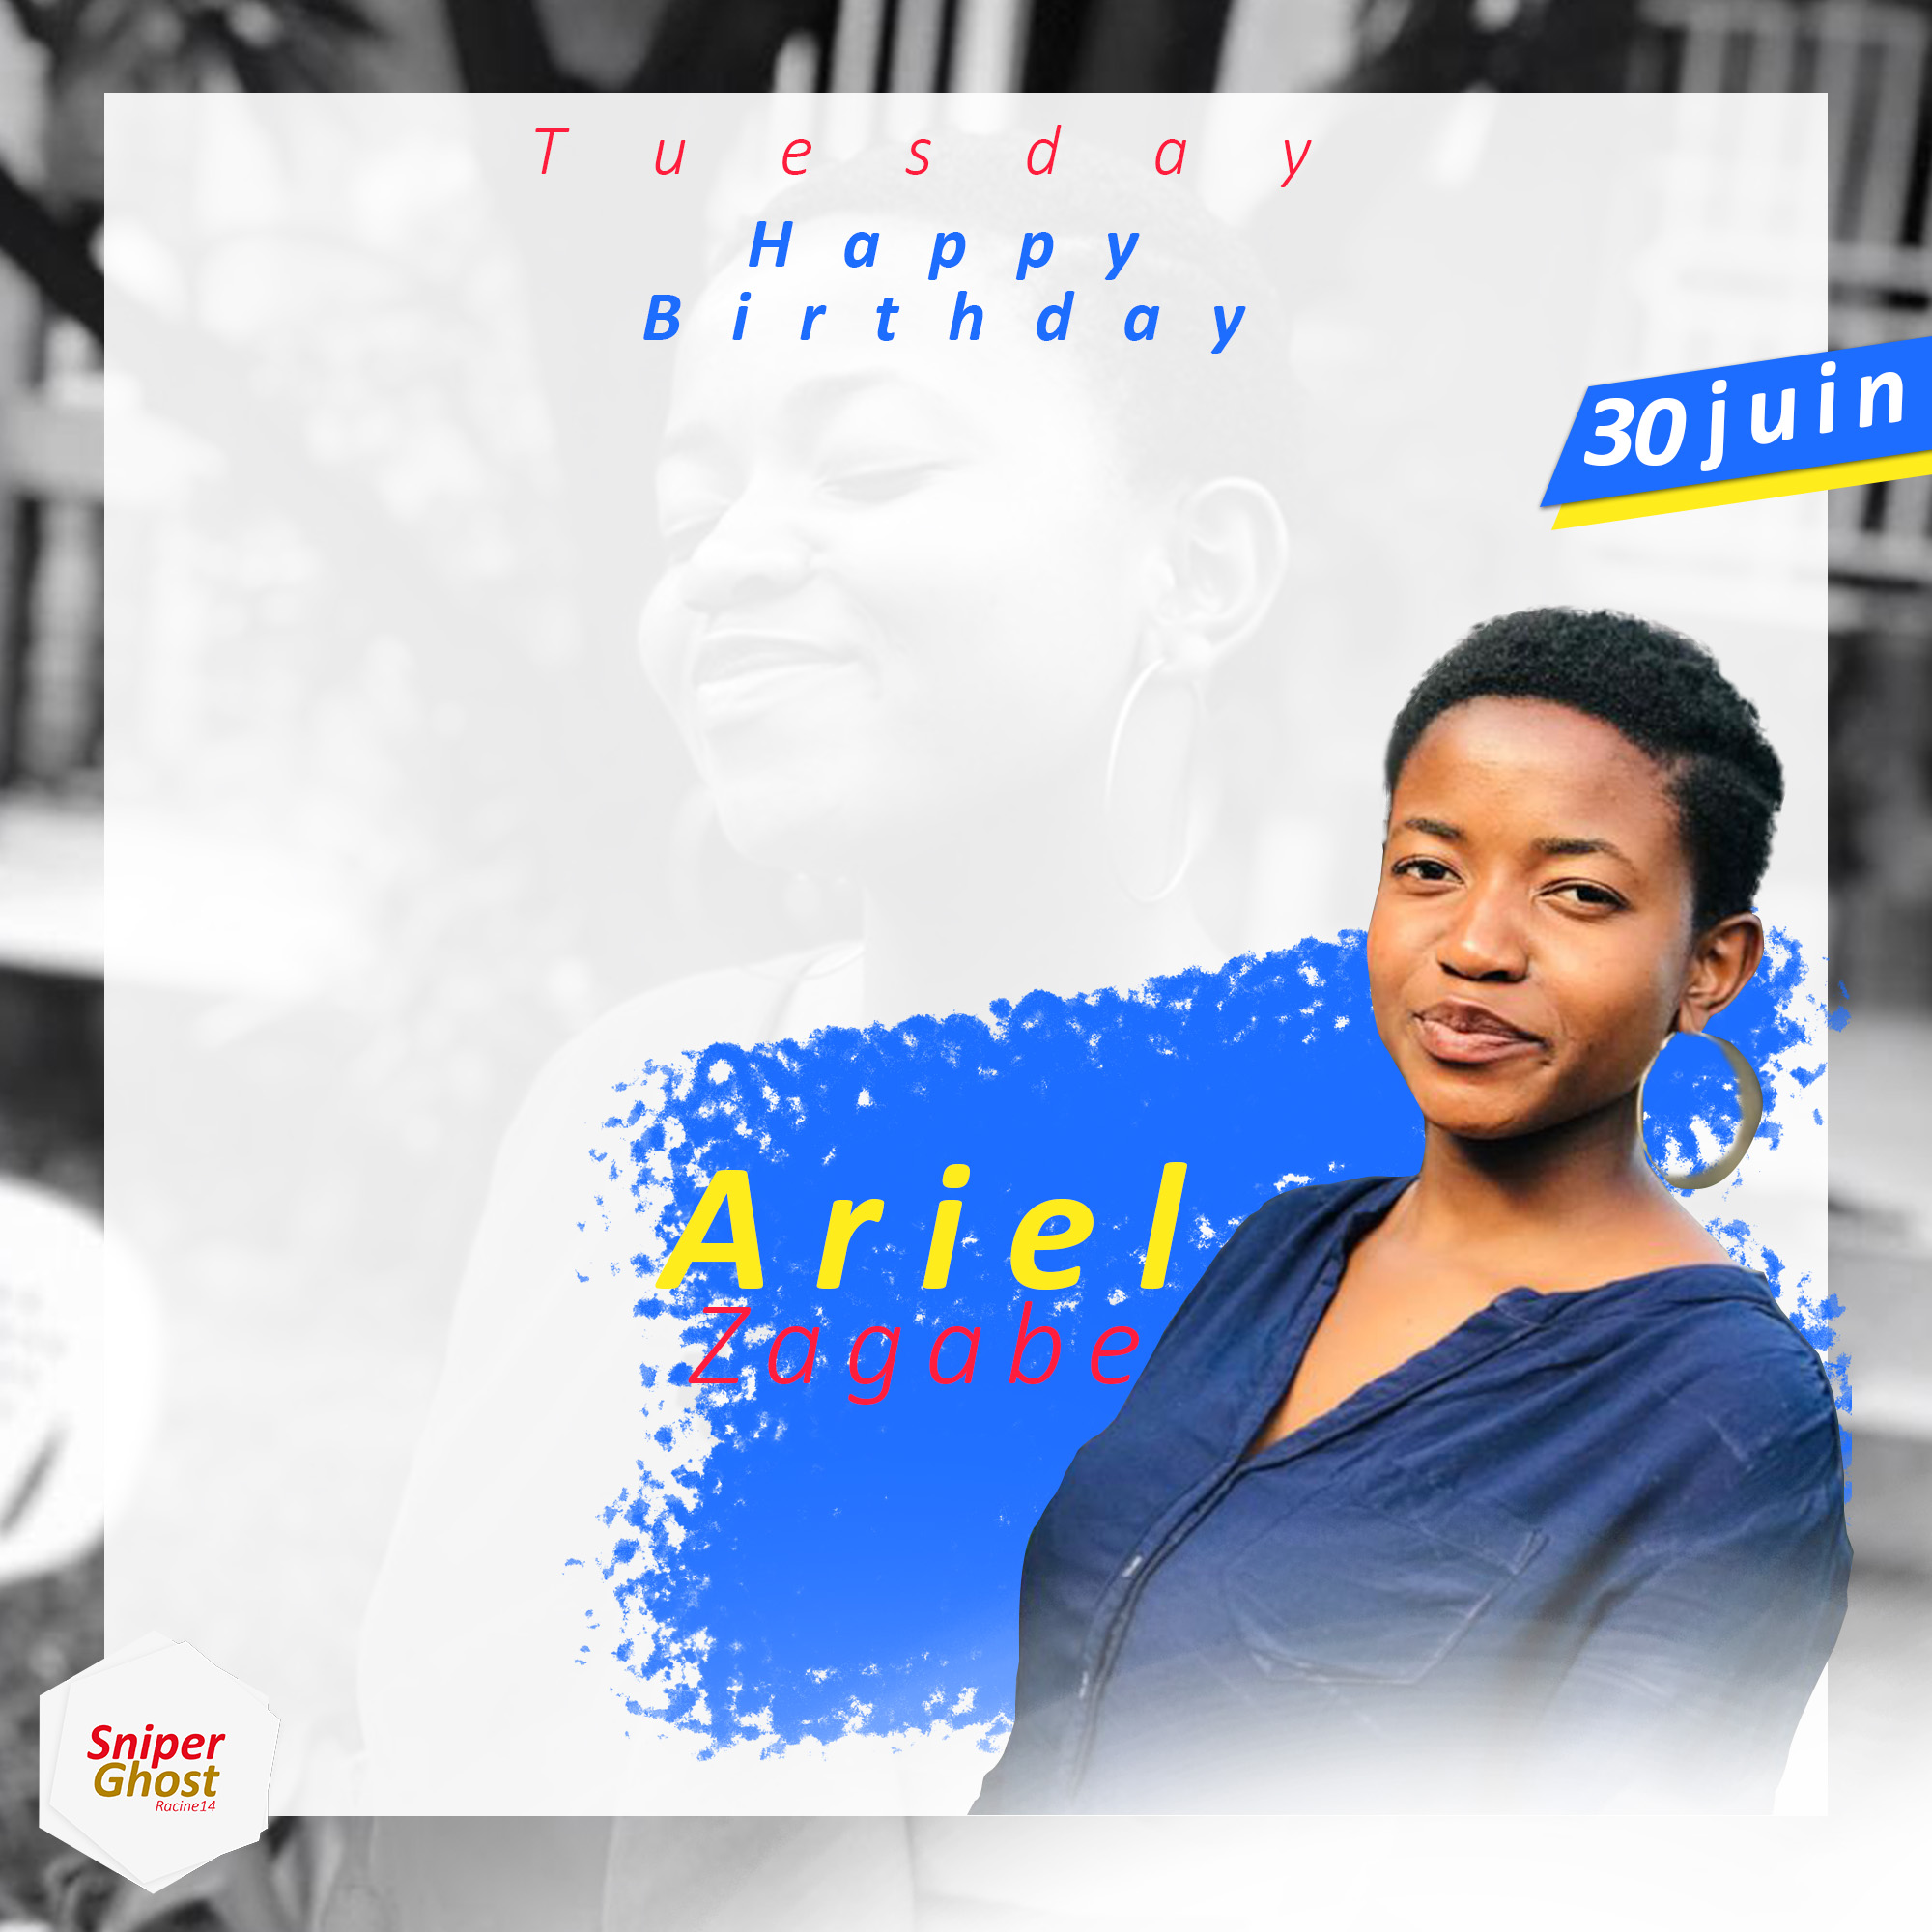 Tuesday
Happy
Birthday
30 juin
Ariel
Zagabe
Sniper
Ghost
Racine14